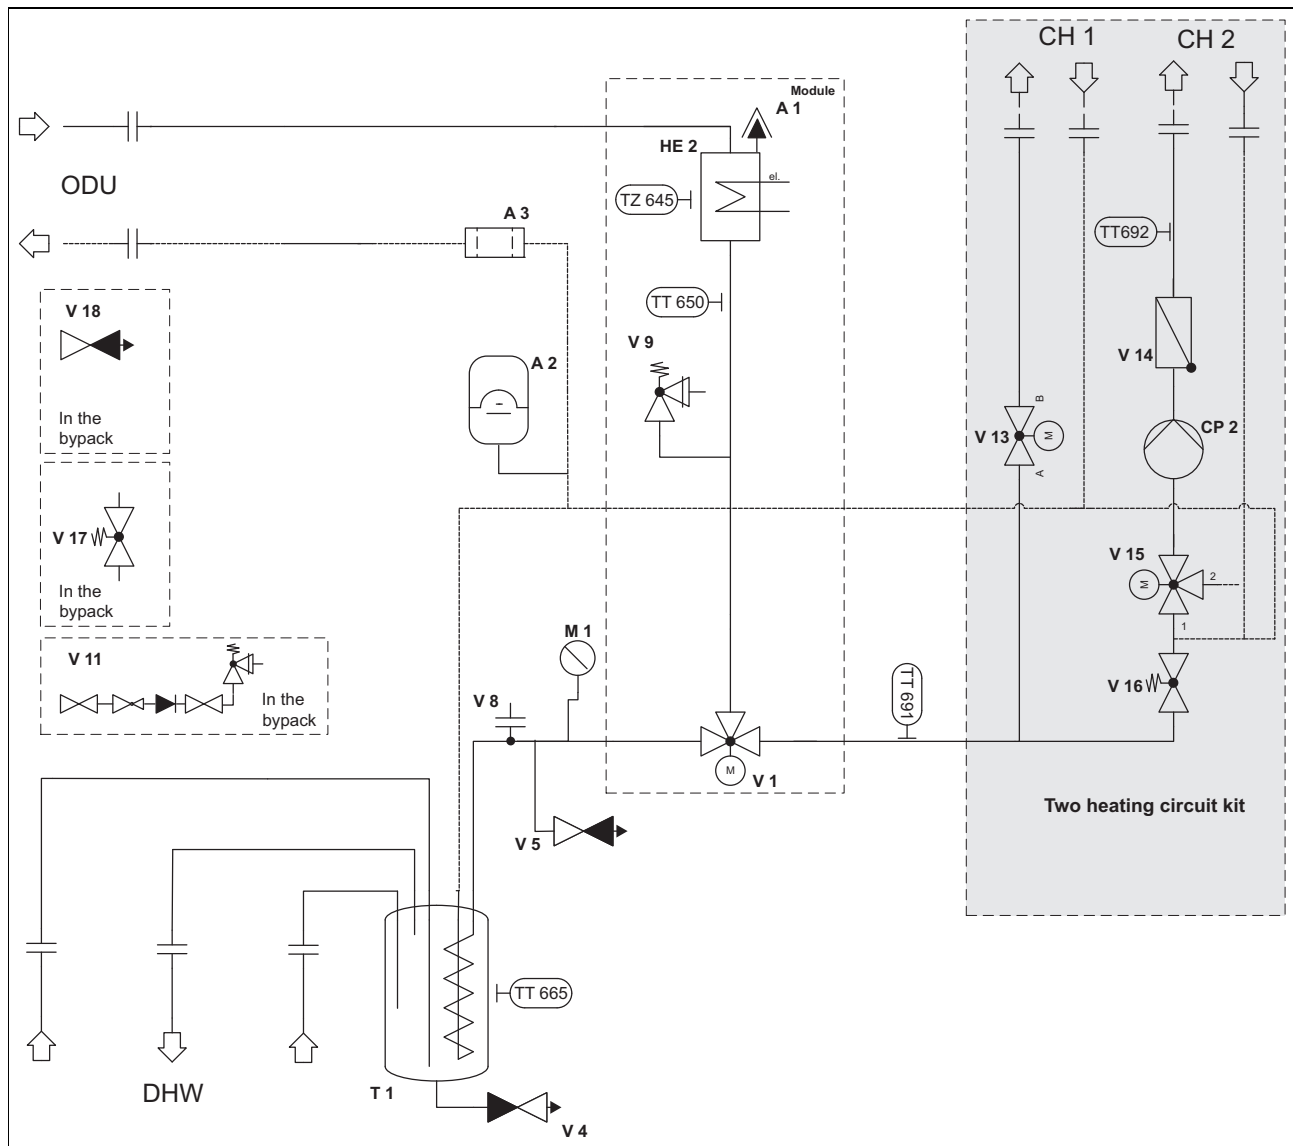 CH 1
CH 2
Module
A 1
HE 2
el.
TZ 645
ODU
A 3
TT692
TT 650
V 18
V 9
V 14
A 2
In the
bypack
B
V 13
M
CP 2
A
V 17
V 15
M
2
In the
bypack
1
M 1
V 11
V 16
In the
bypack
V 8
TT 691
M
V 1
Two heating circuit kit
V 5
TT 665
DHW
T 1
V 4